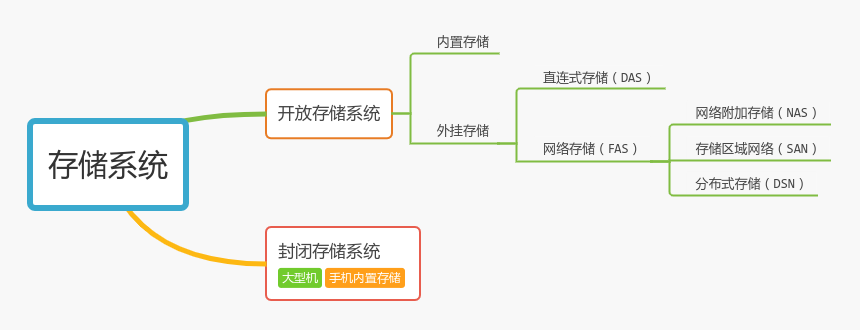 存储系统
开放存储系统
内置存储
外挂存储
直连式存储（DAS）
网络存储（FAS）
网络附加存储（NAS）
存储区域网络（SAN）
分布式存储（DSN）
封闭存储系统
大型机 手机内置存储